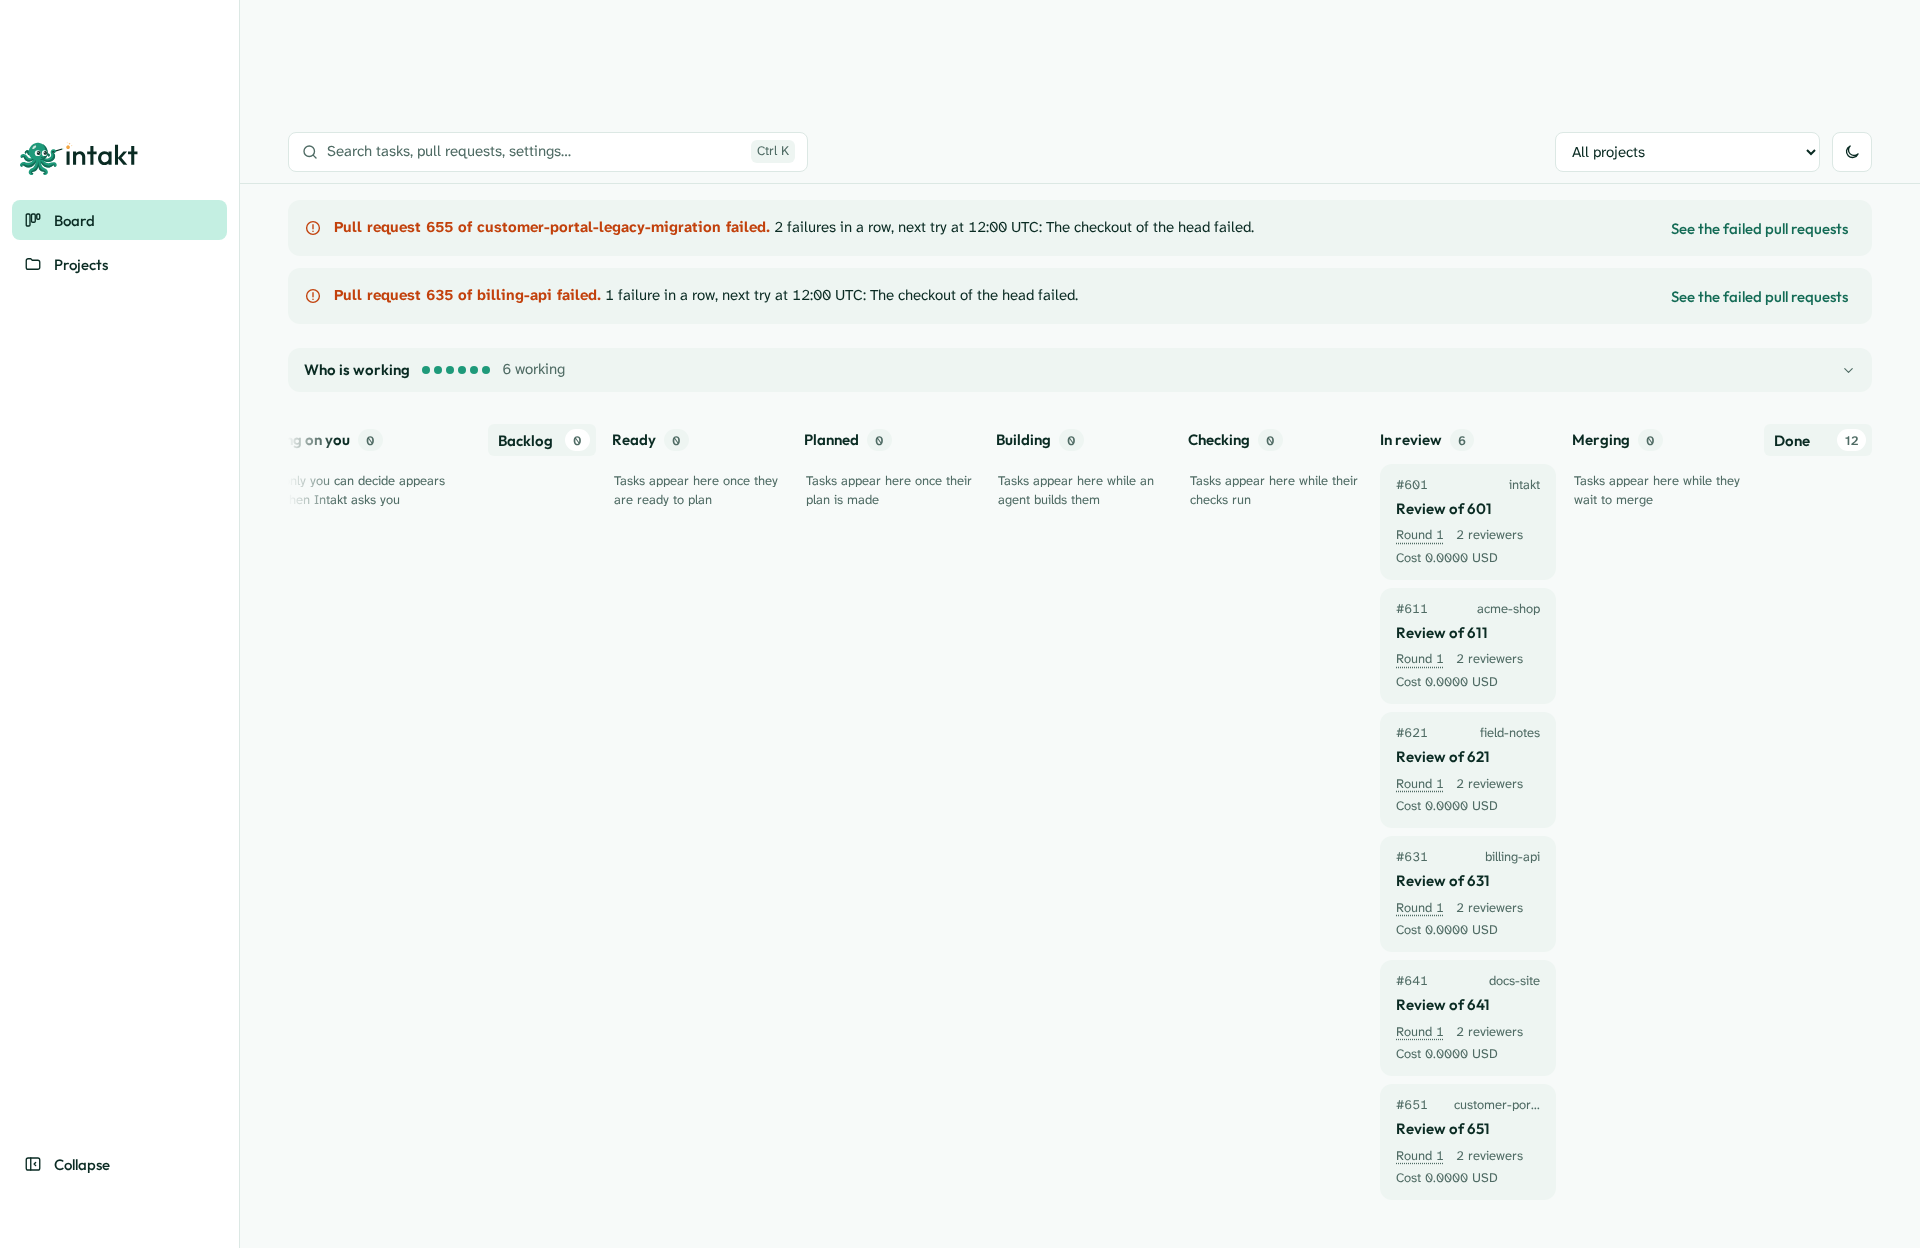 intakt
Search tasks, pull requests, settings...
Ctrl K
All projects
Board
Projects
Pull request 655 of customer-portal-legacy-migration failed. 2 failures in a row, next try at 12:00 UTC: The checkout of the head failed.
See the failed pull requests
Pull request 635 of billing-api failed. 1 failure in a row, next try at 12:00 UTC: The checkout of the head failed.
See the failed pull requests
Who is working
6 working
on you 0
you can decide appears
Intakt asks you
Backlog 0
Ready 0
Tasks appear here once they
are ready to plan
Planned 0
Tasks appear here once their
plan is made
Building 0
Tasks appear here while an
agent builds them
Checking 0
Tasks appear here while their
checks run
In review 6
#601 intakt
Review of 601
Round 1 2 reviewers
Cost 0.0000 USD
#611 acme-shop
Review of 611
Round 1 2 reviewers
Cost 0.0000 USD
#621 field-notes
Review of 621
Round 1 2 reviewers
Cost 0.0000 USD
#631 billing-api
Review of 631
Round 1 2 reviewers
Cost 0.0000 USD
#641 docs-site
Review of 641
Round 1 2 reviewers
Cost 0.0000 USD
#651 customer-por...
Review of 651
Round 1 2 reviewers
Cost 0.0000 USD
Merging 0
Tasks appear here while they
wait to merge
Done 12
Collapse